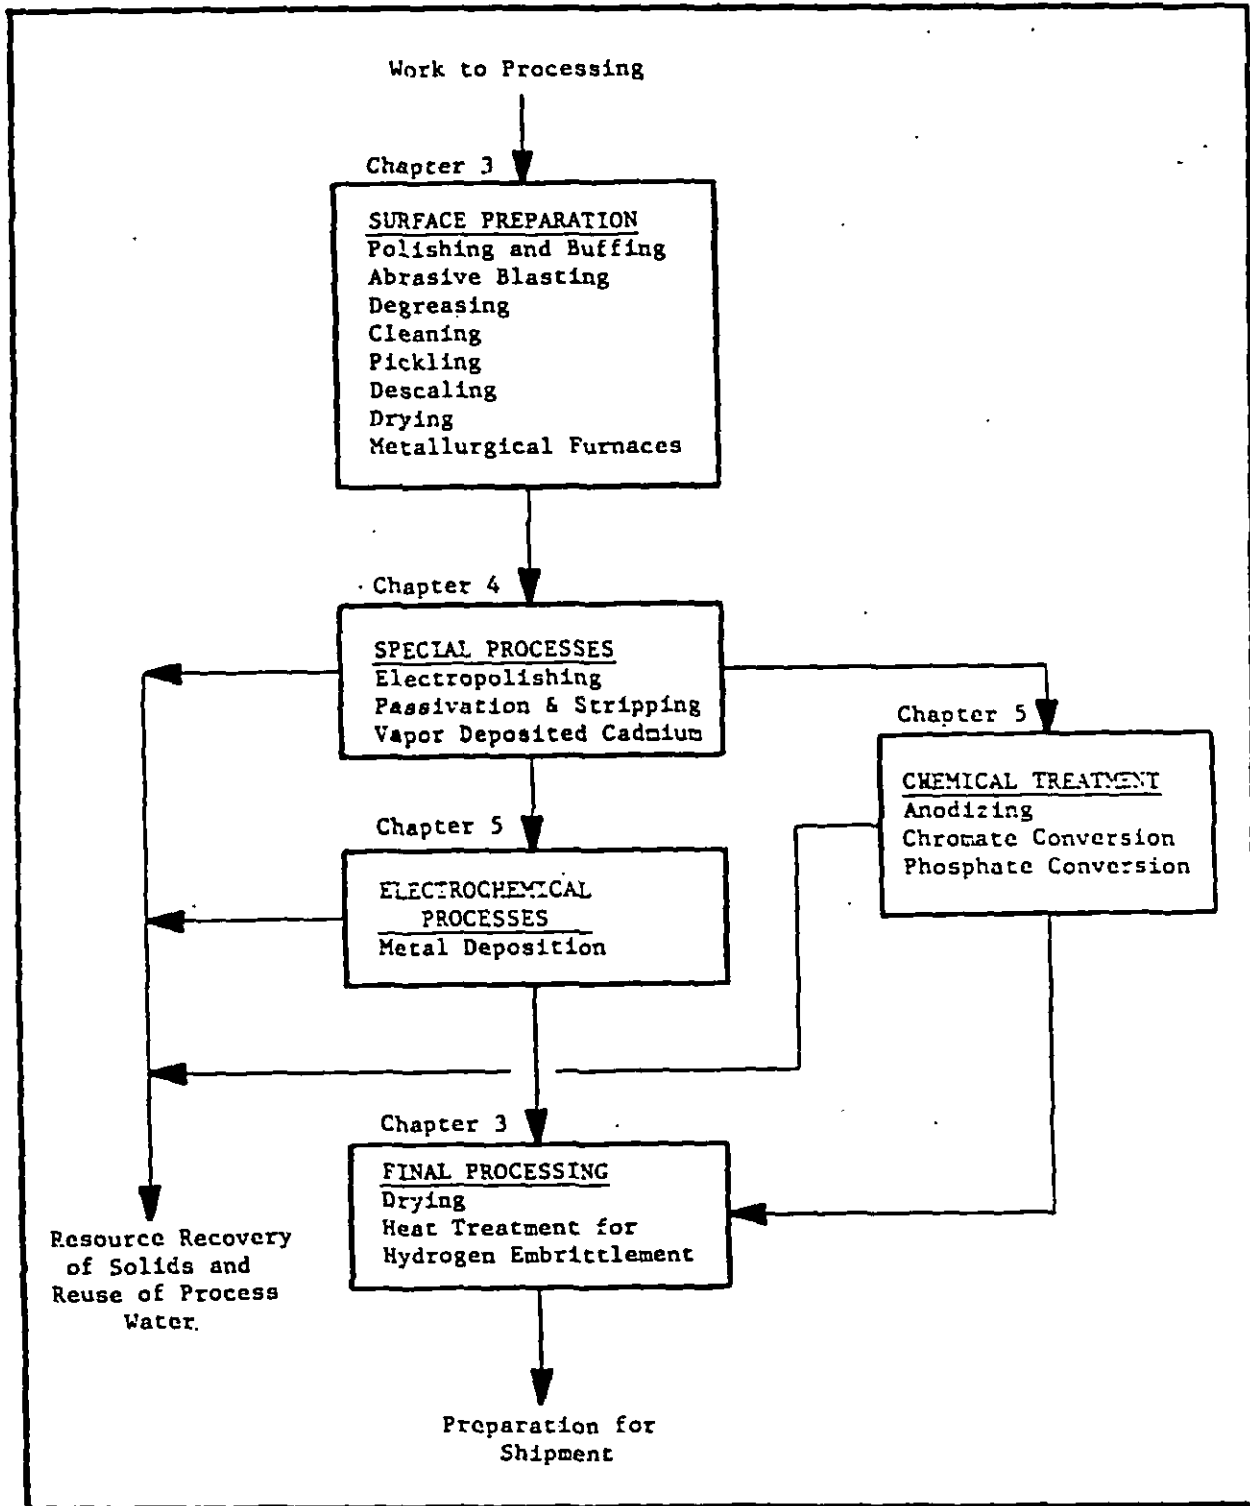 Work to Processing
Chapter 3
SURFACE PREPARATION
Polishing and Buffing
Abrasive Blasting
Degreasing
Cleaning
Pickling
Descaling
Drying
Metallurgical Furnaces
Chapter 4
SPECIAL PROCESSES
Electropolishing
Passivation & Stripping
Vapor Deposited Cadmium
Chapter 5
CHEMICAL TREATMENT
Anodizing
Chromate Conversion
Phosphate Conversion
Chapter 5
ELECTROCHEMICAL
PROCESSES
Metal Deposition
Chapter 3
FINAL PROCESSING
Drying
Heat Treatment for
Hydrogen Embrittlement
Resource Recovery
of Solids and
Reuse of Process
Water.
Preparation for
Shipment